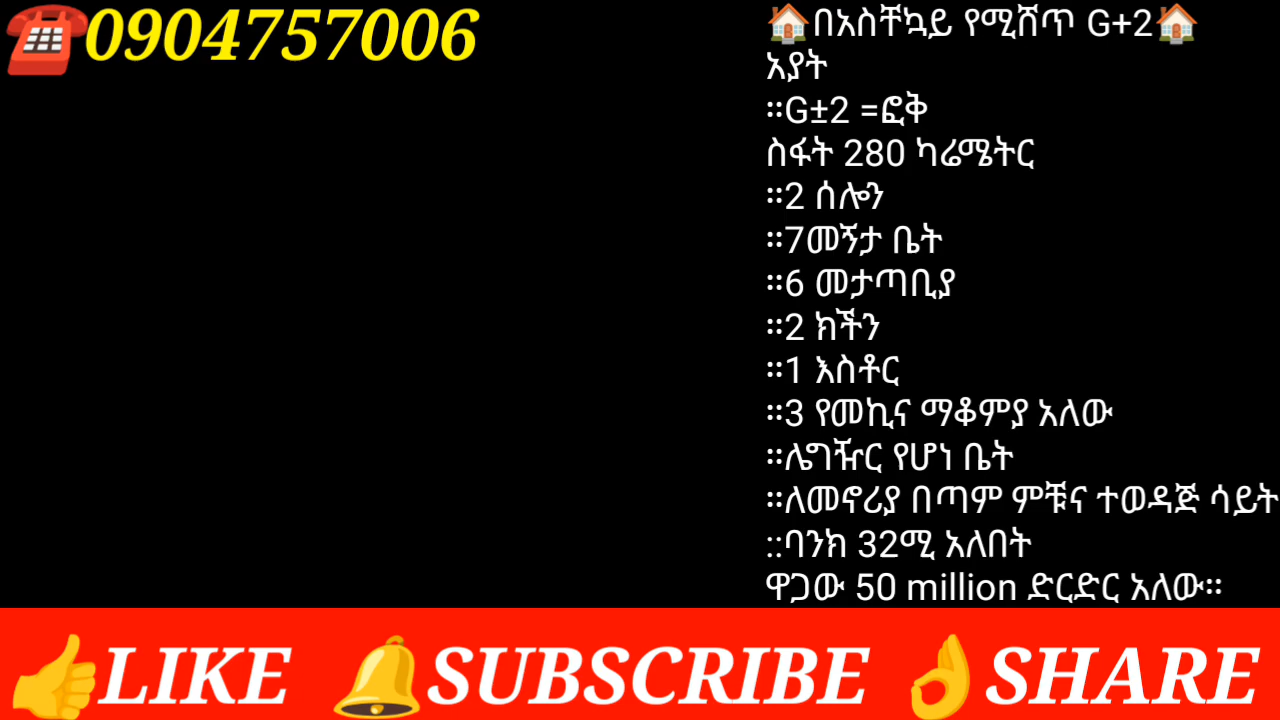 ☎0904757006
🏠በአስቸኳይ የሚሸጥ G+2🏠
አያት
።G±2 =ፎቅ
ስፋት 280 ካሬሜትር
።2 ሰሎን
።7መኝታ ቤት
።6 መታጣቢያ
።2 ክችን
።1 እስቶር
።3 የመኪና ማቆምያ አለው
።ሌግዥር የሆነ ቤት
።ለመኖሪያ በጣም ምቹና ተወዳጅ ሳይት
::ባንክ 32ሚ አለበት
ዋጋው 50 million ድርድር አለው።
👍LIKE 🔔SUBSCRIBE 👌SHARE